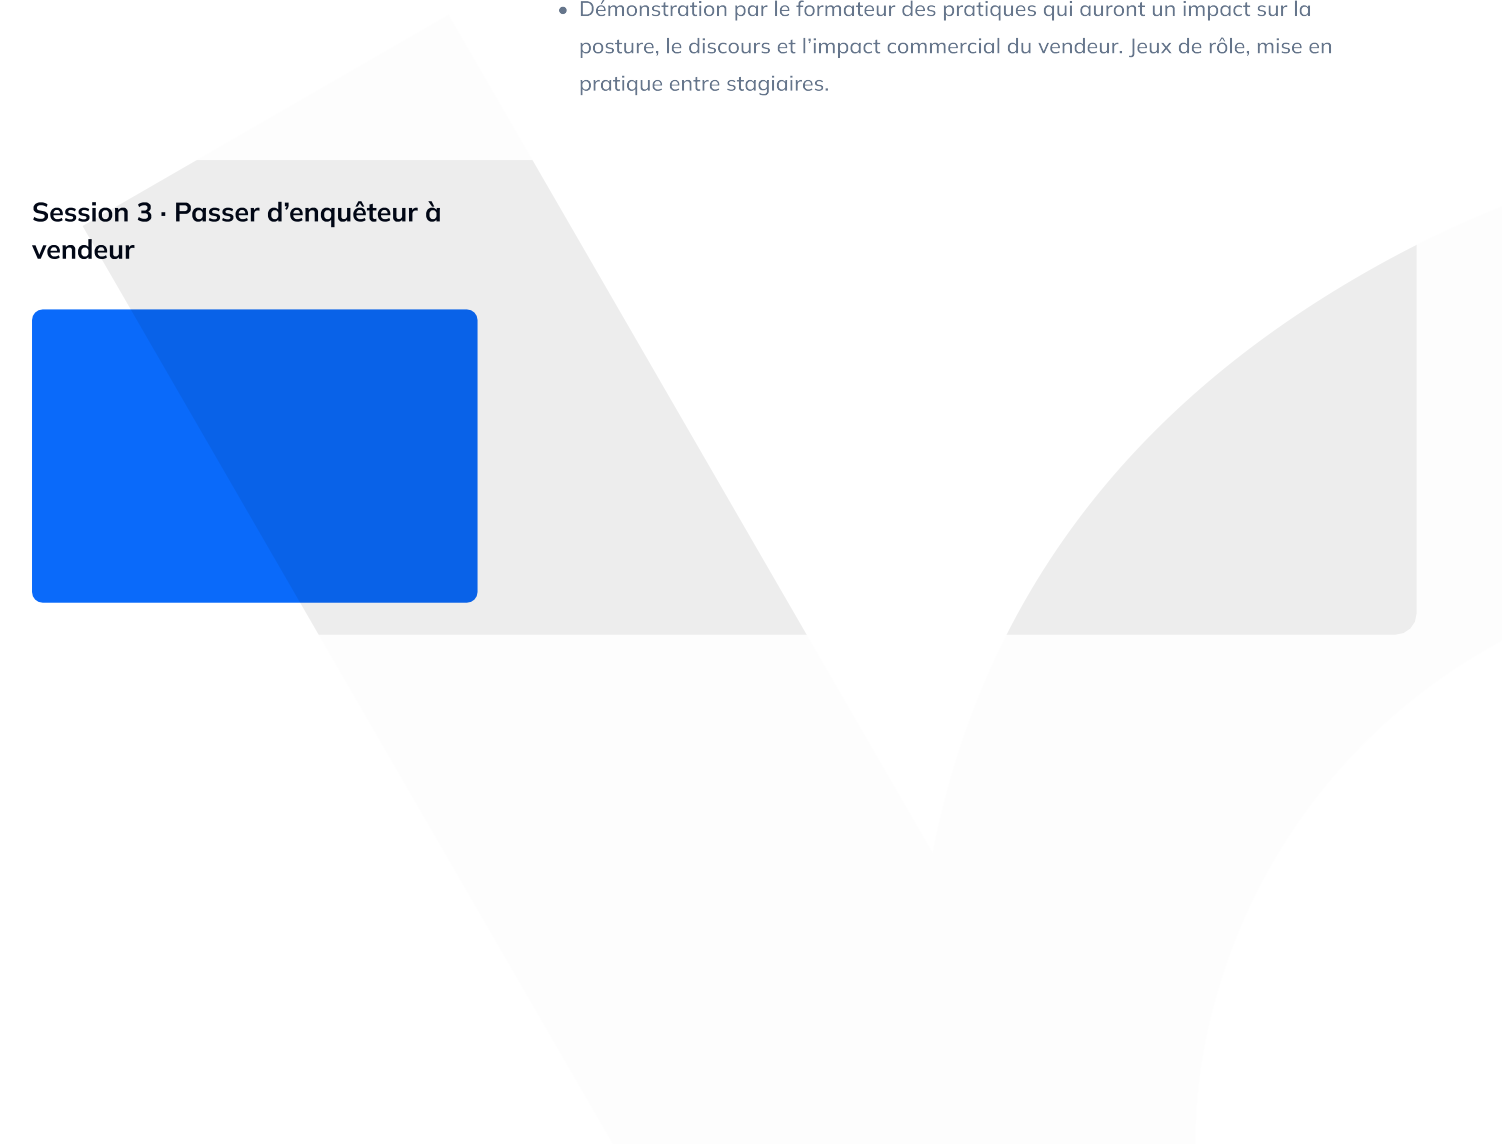 • Démonstration par le formateur des pratiques qui auront un impact sur la
posture, le discours et l’impact commercial du vendeur. Jeux de rôle, mise en
pratique entre stagiaires.
Session 3 · Passer d’enquêteur à
vendeur